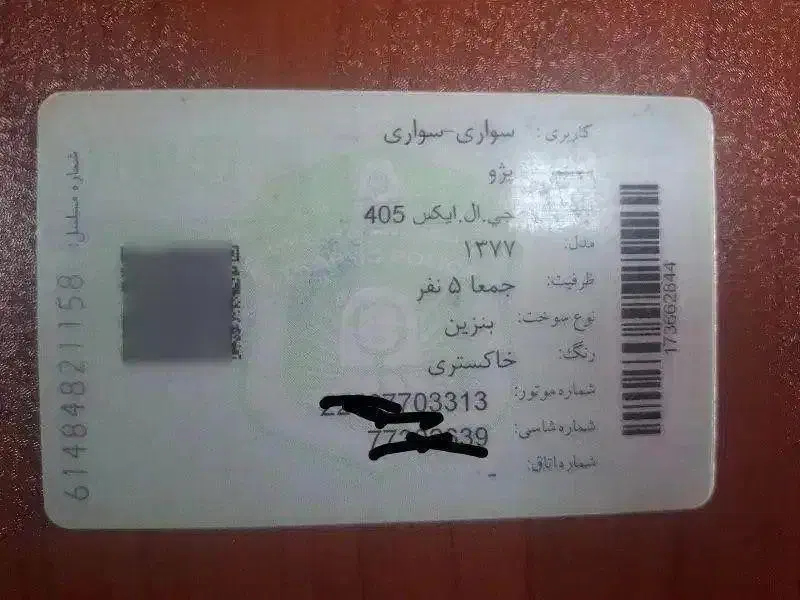 کاربری: سواری-سواری
پژو
جی.ال.ایکس 405
مدل: ۱۳۷۷
ظرفیت: جمعا ۵ نفر
نوع سوخت: بنزین
رنگ: خاکستری
شماره موتور: 7703313
شماره شاسی:
شماره اتاق: -
شماره مسلسل: 61484821158
173662844